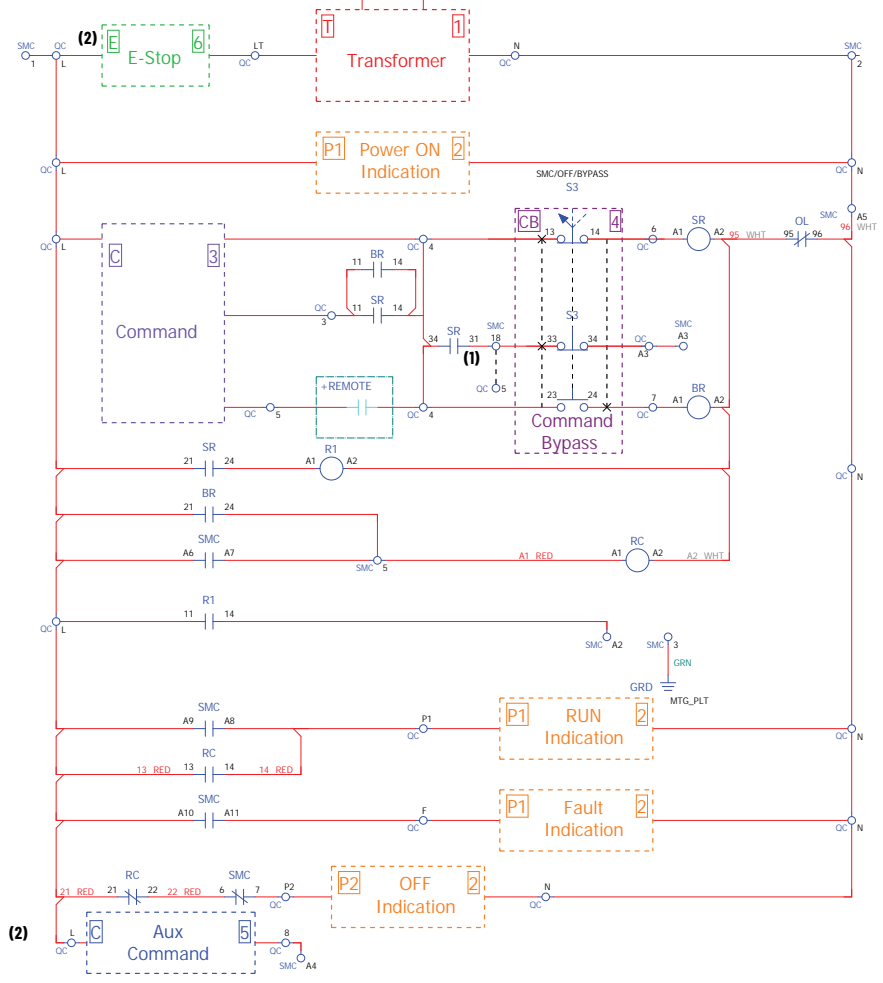 (2)
T 1
SMC QC E 6 LT N SMC
E-Stop Transformer
1 L QC QC 2
P1 Power ON 2
Indication
QC L QC N
SMC/OFF/BYPASS
S3
CB 4
SMC A5
96 WHT
QC L C 3 4 QC 13 14 6 QC SR A1 A2 95 WHT OL 95 96
BR
11 14
SR
QC 3 11 14
Command
34 SR 31 SMC 18 S3 33 34 QC A3 SMC A3
(1)
+REMOTE
QC 5
QC 5 QC 4 23 24 7 QC BR A1 A2
Command
Bypass
SR R1
21 24 A1 A2 QC N
BR
21 24
SMC RC
A6 A7 SMC 5 A1 RED A1 A2 A2 WHT
R1
QC L 11 14 SMC A2 SMC 3
GRN
GRD MTG_PLT
SMC
A9 A8 P1 QC P1 RUN 2
Indication
QC N
RC
13 RED 13 14 14 RED
SMC
A10 A11 F QC P1 Fault 2
Indication
QC N
RC SMC
21 RED 21 22 22 RED 6 7 P2 QC P2 OFF 2
Indication
N QC
(2) L QC C Aux 5
Command
8 QC
SMC A4